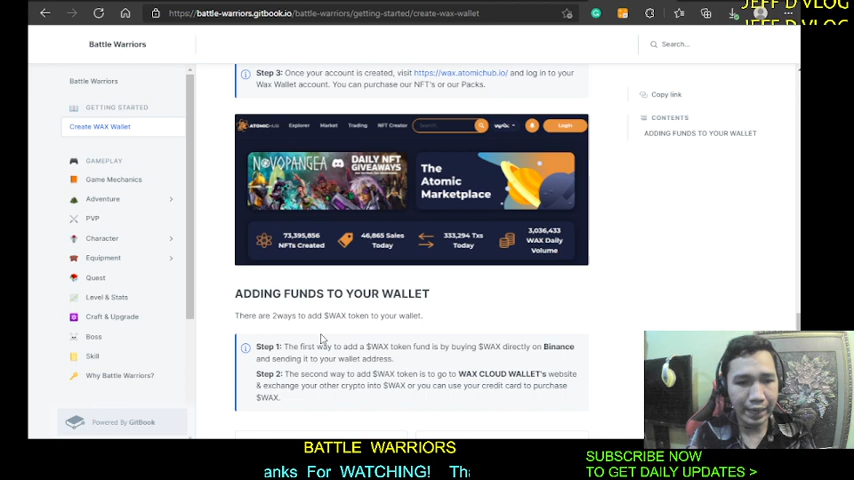 JEFF D VLOG
https://battle-warriors.gitbook.io/battle-warriors/getting-started/create-wax-wallet
Battle Warriors
Search...
Battle Warriors
GETTING STARTED
Create WAX Wallet
GAMEPLAY
Game Mechanics
Adventure
PVP
Character
Equipment
Quest
Level & Stats
Craft & Upgrade
Boss
Skill
Why Battle Warriors?
Powered By GitBook
Step 3: Once your account is created, visit https://wax.atomichub.io/ and log in to your
Wax Wallet account. You can purchase our NFT's or our Packs.
ATOMICHUB Explorer Market Trading NFT Creator Login
NOVOPANGEA DAILY NFT GIVEAWAYS
The
Atomic
Marketplace
73,395,856
NFTs Created
46,865 Sales
Today
333,294 Txs
Today
3,036,433
WAX Daily
Volume
ADDING FUNDS TO YOUR WALLET
There are 2ways to add $WAX token to your wallet.
Step 1: The first way to add a $WAX token fund is by buying $WAX directly on Binance
and sending it to your wallet address.
Step 2: The second way to add $WAX token is to go to WAX CLOUD WALLET's website
& exchange your other crypto into $WAX or you can use your credit card to purchase
$WAX.
Copy link
CONTENTS
ADDING FUNDS TO YOUR WALLET
BATTLE WARRIORS
anks For WATCHING! Tha
SUBSCRIBE NOW
TO GET DAILY UPDATES >